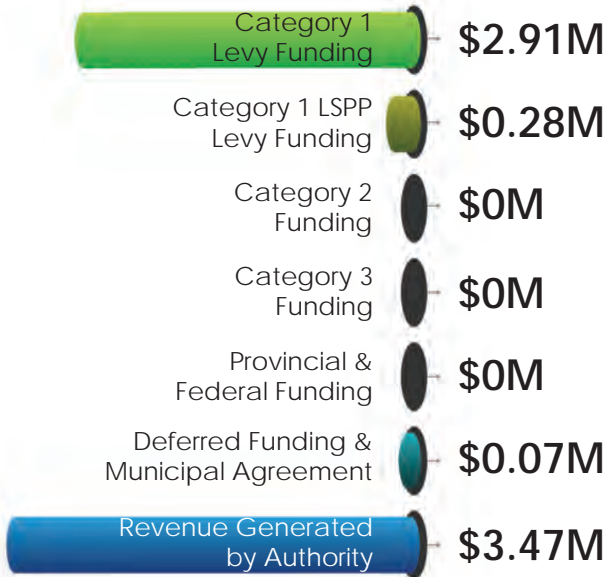 Category 1
Levy Funding
$2.91M
Category 1 LSPP
Levy Funding
$0.28M
Category 2
Funding
$0M
Category 3
Funding
$0M
Provincial &
Federal Funding
$0M
Deferred Funding &
Municipal Agreement
$0.07M
Revenue Generated
by Authority
$3.47M